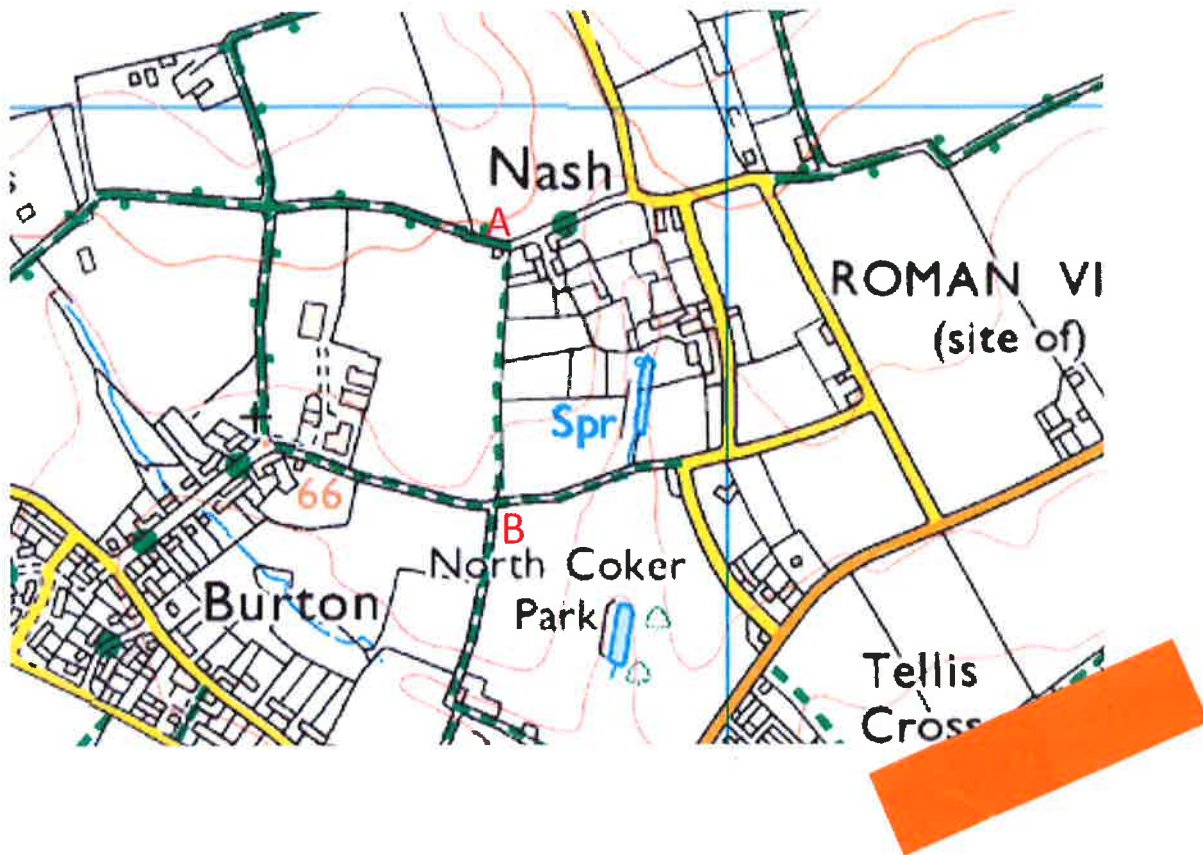 Nash
A
ROMAN VI
(site of)
Spr
66
B
North Coker
Park
Burton
Tellis
Cross